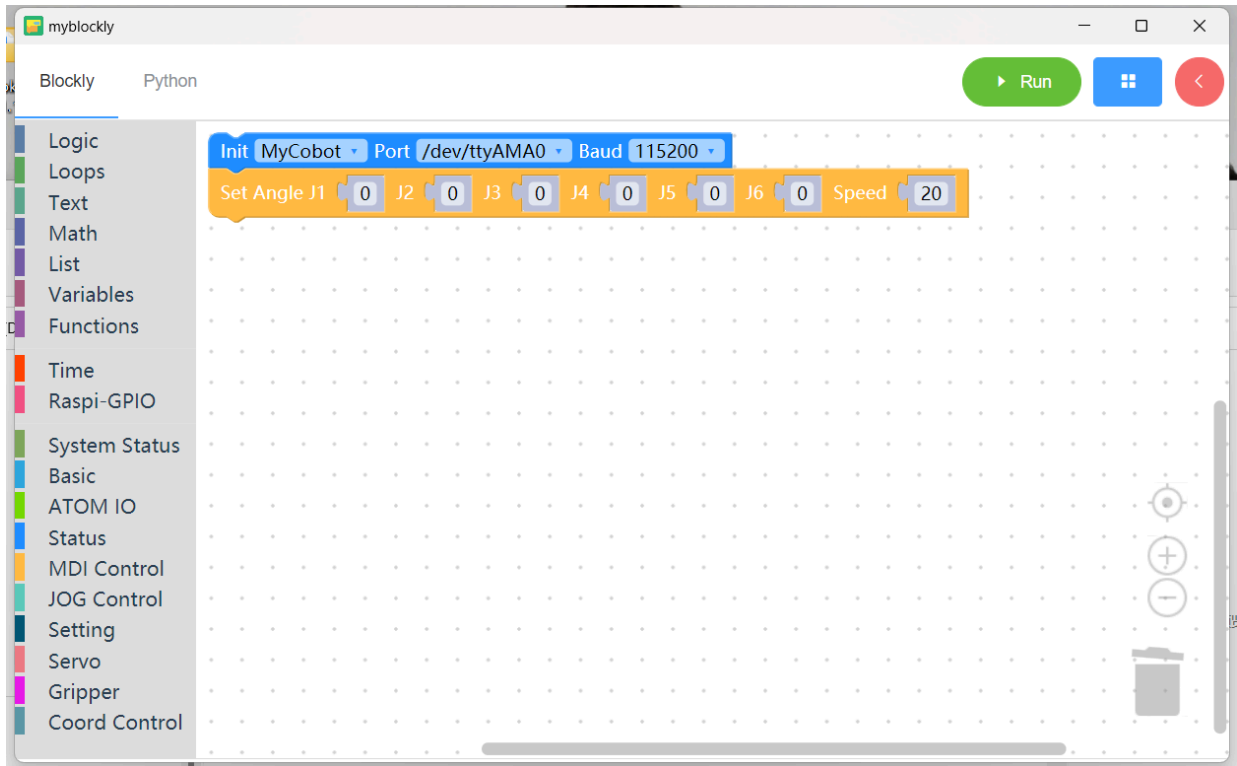 myblockly
Blockly Python Run
Logic
Loops
Text
Math
List
Variables
Functions
Time
Raspi-GPIO
System Status
Basic
ATOM IO
Status
MDI Control
JOG Control
Setting
Servo
Gripper
Coord Control
Init MyCobot Port /dev/ttyAMA0 Baud 115200
Set Angle J1 0 J2 0 J3 0 J4 0 J5 0 J6 0 Speed 20